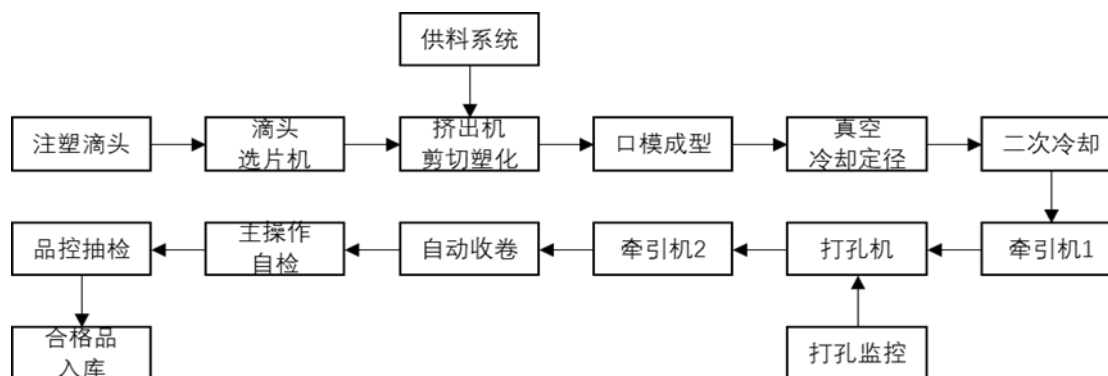 供料系统
注塑滴头
滴头
选片机
挤出机
剪切塑化
口模成型
真空
冷却定径
二次冷却
品控抽检
主操作
自检
自动收卷
牵引机2
打孔机
牵引机1
合格品
入库
打孔监控